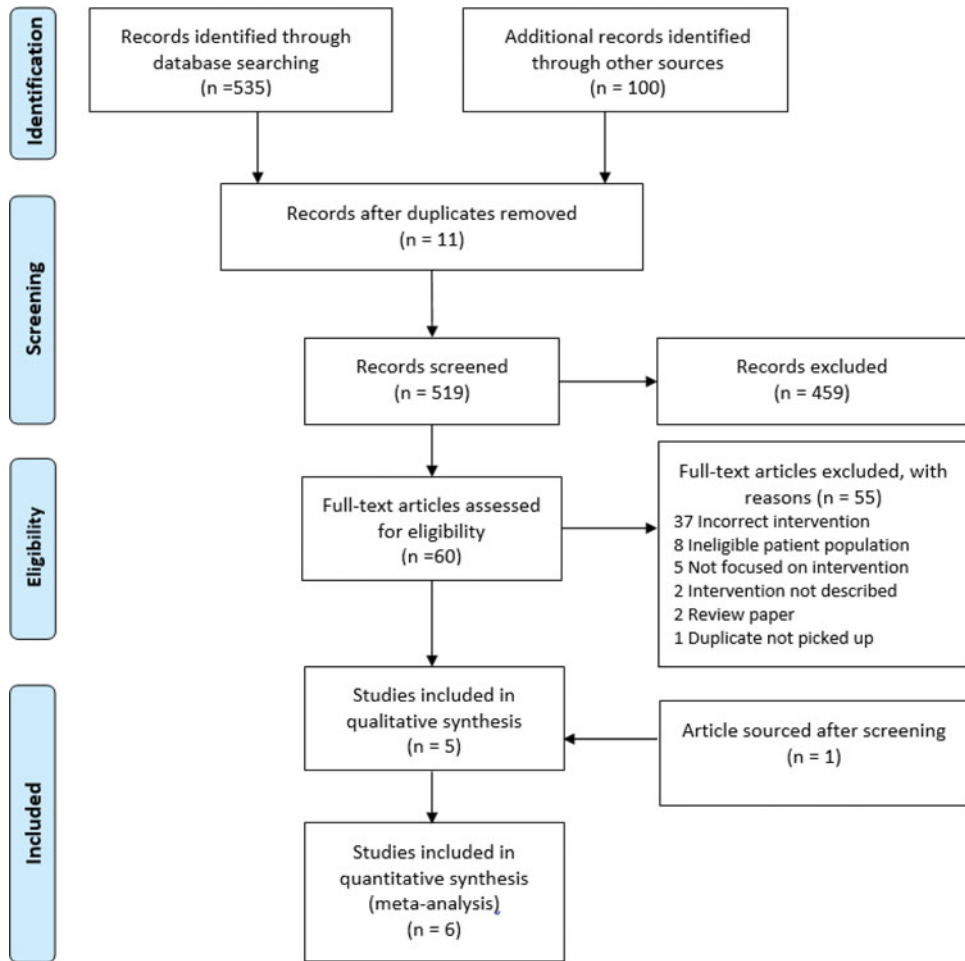 Identification
Records identified through
database searching
(n =535)
Additional records identified
through other sources
(n = 100)
Screening
Records after duplicates removed
(n = 11)
Records screened
(n = 519)
Records excluded
(n = 459)
Eligibility
Full-text articles assessed
for eligibility
(n =60)
Full-text articles excluded, with
reasons (n = 55)
37 Incorrect intervention
8 Ineligible patient population
5 Not focused on intervention
2 Intervention not described
2 Review paper
1 Duplicate not picked up
Included
Studies included in
qualitative synthesis
(n = 5)
Article sourced after screening
(n = 1)
Studies included in
quantitative synthesis
(meta-analysis)
(n = 6)